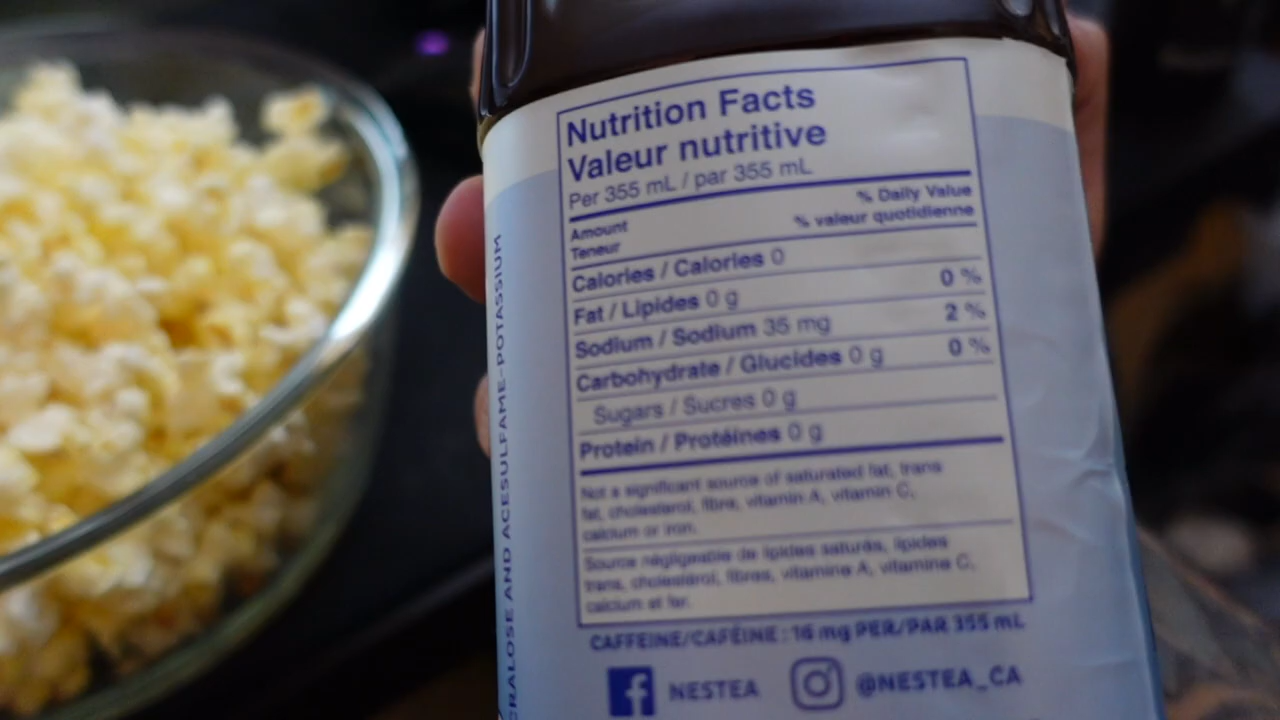 Nutrition Facts
Valeur nutritive
Per 355 mL / par 355 mL
% Daily Value
% valeur quotidienne
Amount
Teneur
Calories / Calories 0
Fat / Lipides 0 g 0 %
Sodium / Sodium 35 mg 2 %
Carbohydrate / Glucides 0 g 0 %
Sugars / Sucres 0 g
Protein / Protéines 0 g
Not a significant source of saturated fat, trans
fat, cholesterol, fibre, vitamin A, vitamin C,
calcium or iron.
Source négligeable de lipides saturés, lipides
trans, cholestérol, fibres, vitamine A, vitamine C,
calcium et fer.
CAFFEINE/CAFÉINE : 16 mg PER/PAR 355 mL
f NESTEA @NESTEA_CA
CRALOSE AND ACESULFAME-POTASSIUM